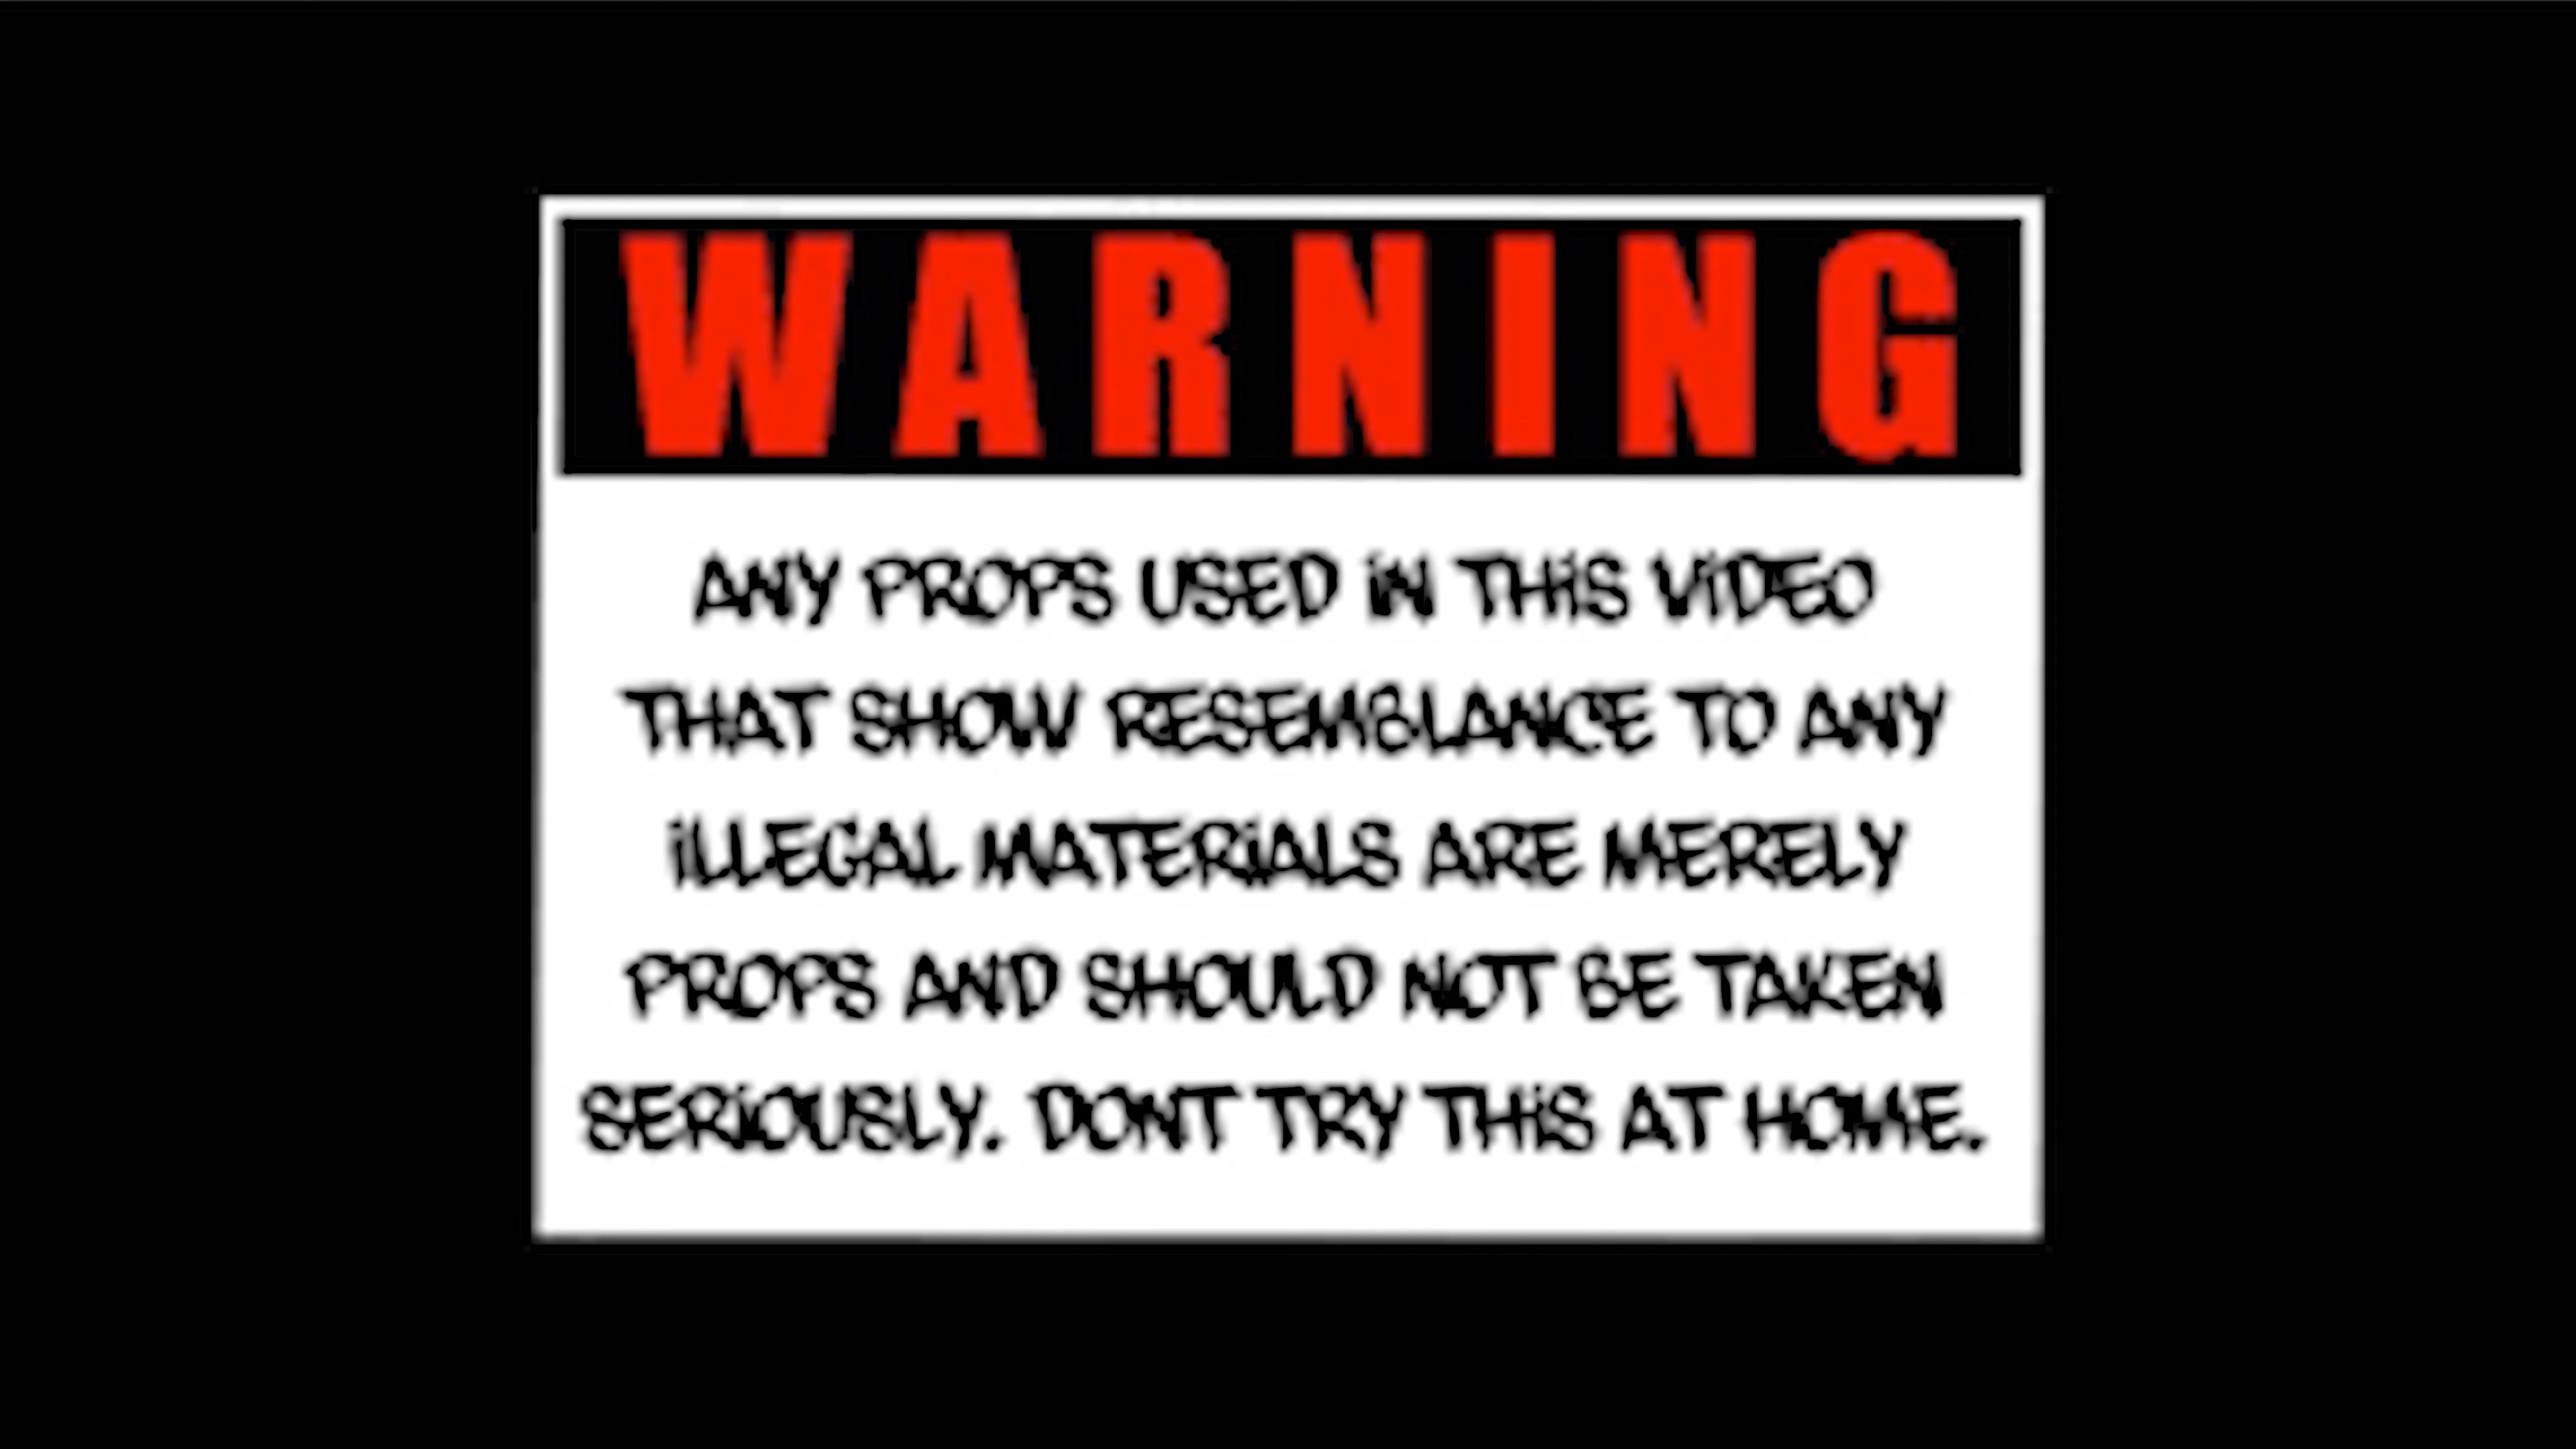 WARNING
ANY PROPS USED iN THiS ViDEO
THAT SHOW RESEMBLANCE TO ANY
iLLEGAL MATERiALS ARE MERELY
PROPS AND SHOULD NOT BE TAKEN
SERiOUSLY. DONT TRY THiS AT HOME.